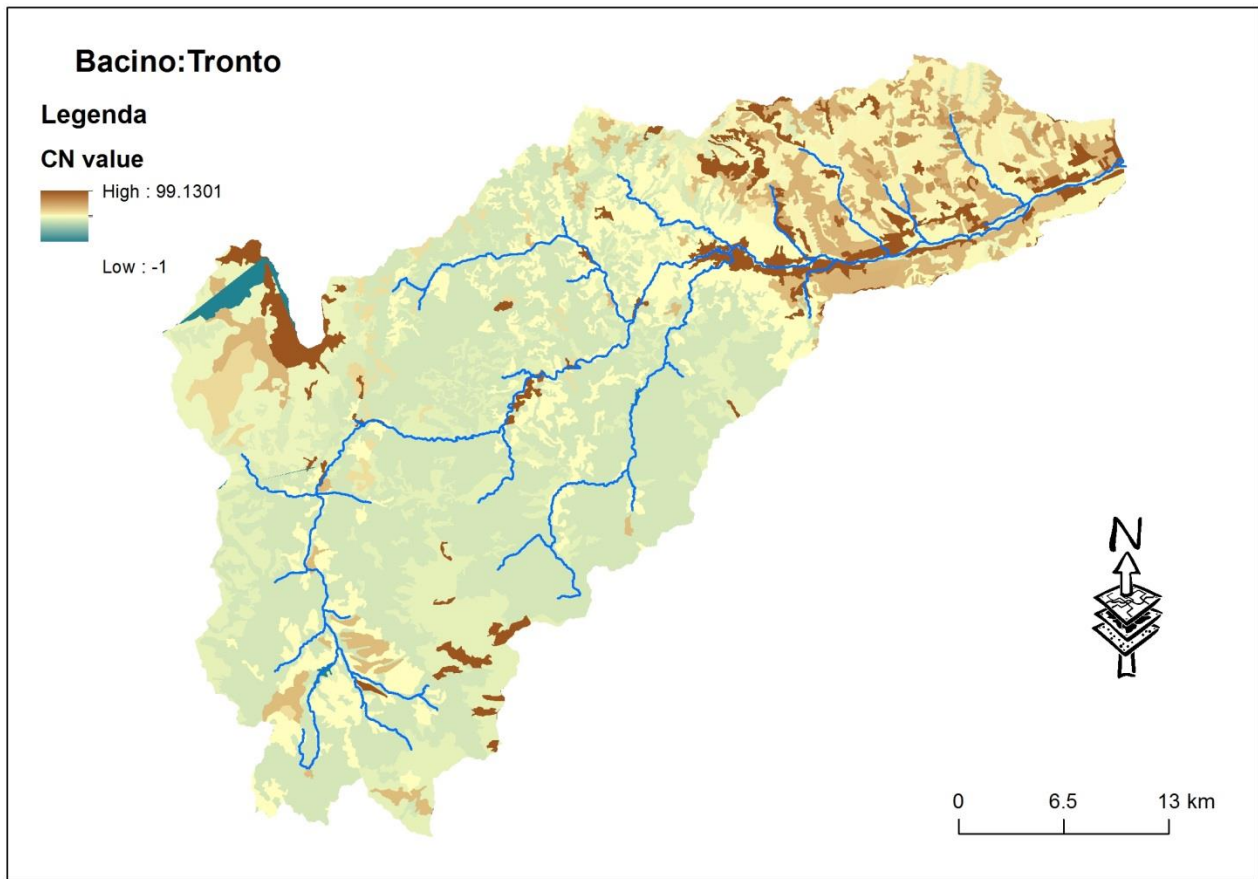 Bacino:Tronto
Legenda
CN value
High : 99.1301
Low : -1
N
0 6.5 13 km